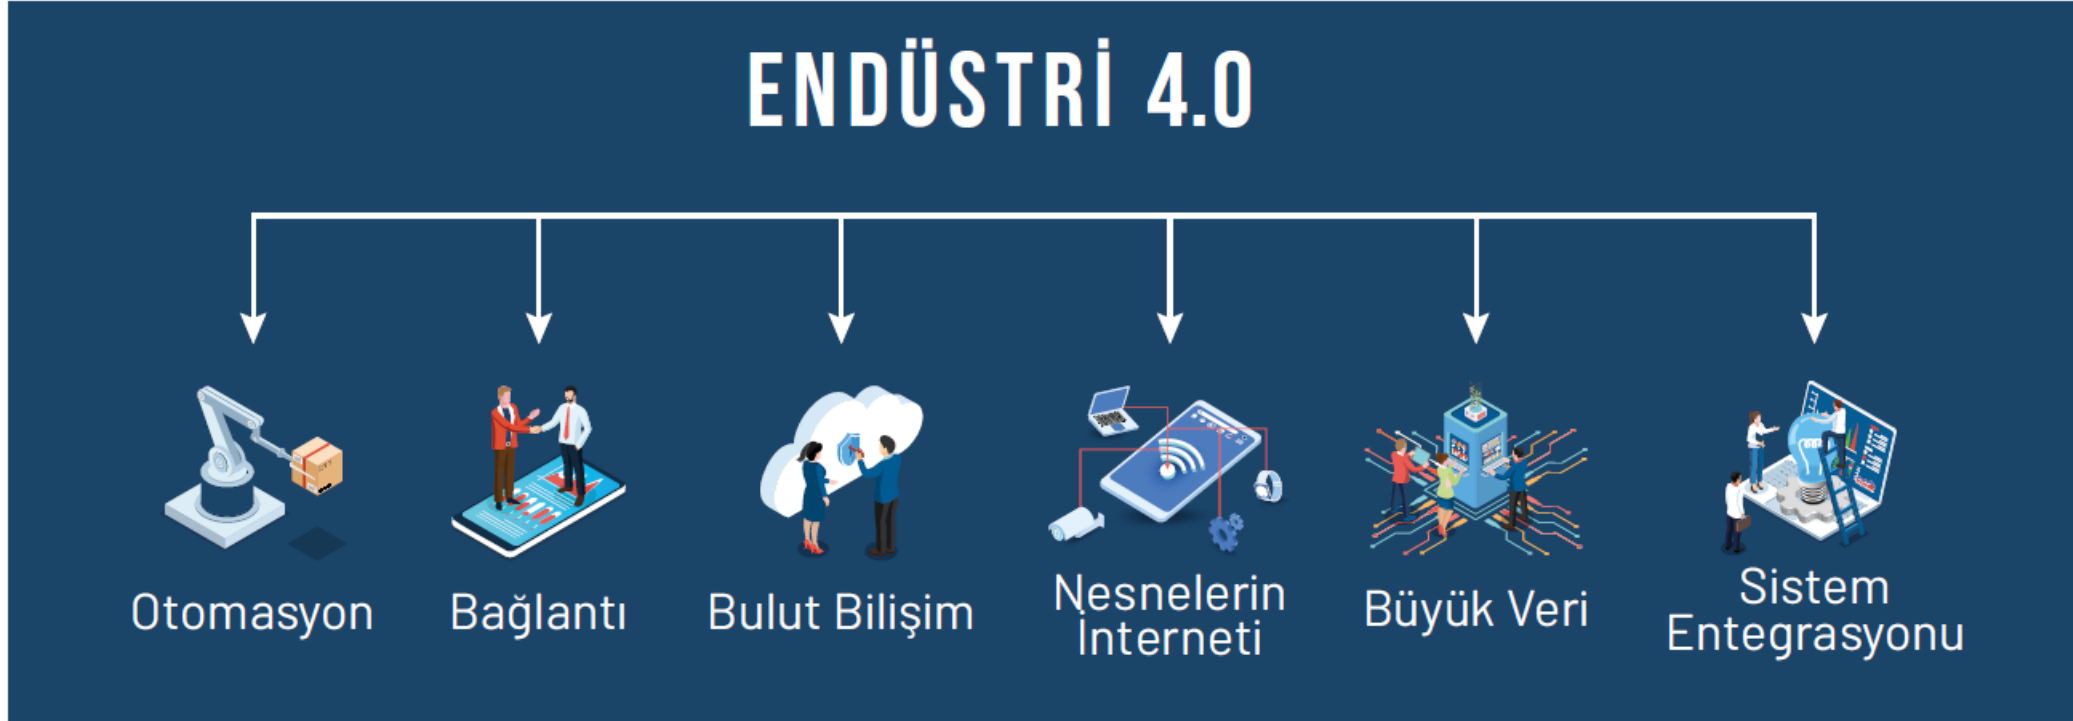 ENDÜSTRİ 4.0
Otomasyon
Bağlantı
Bulut Bilişim
Nesnelerin
İnterneti
Büyük Veri
Sistem
Entegrasyonu